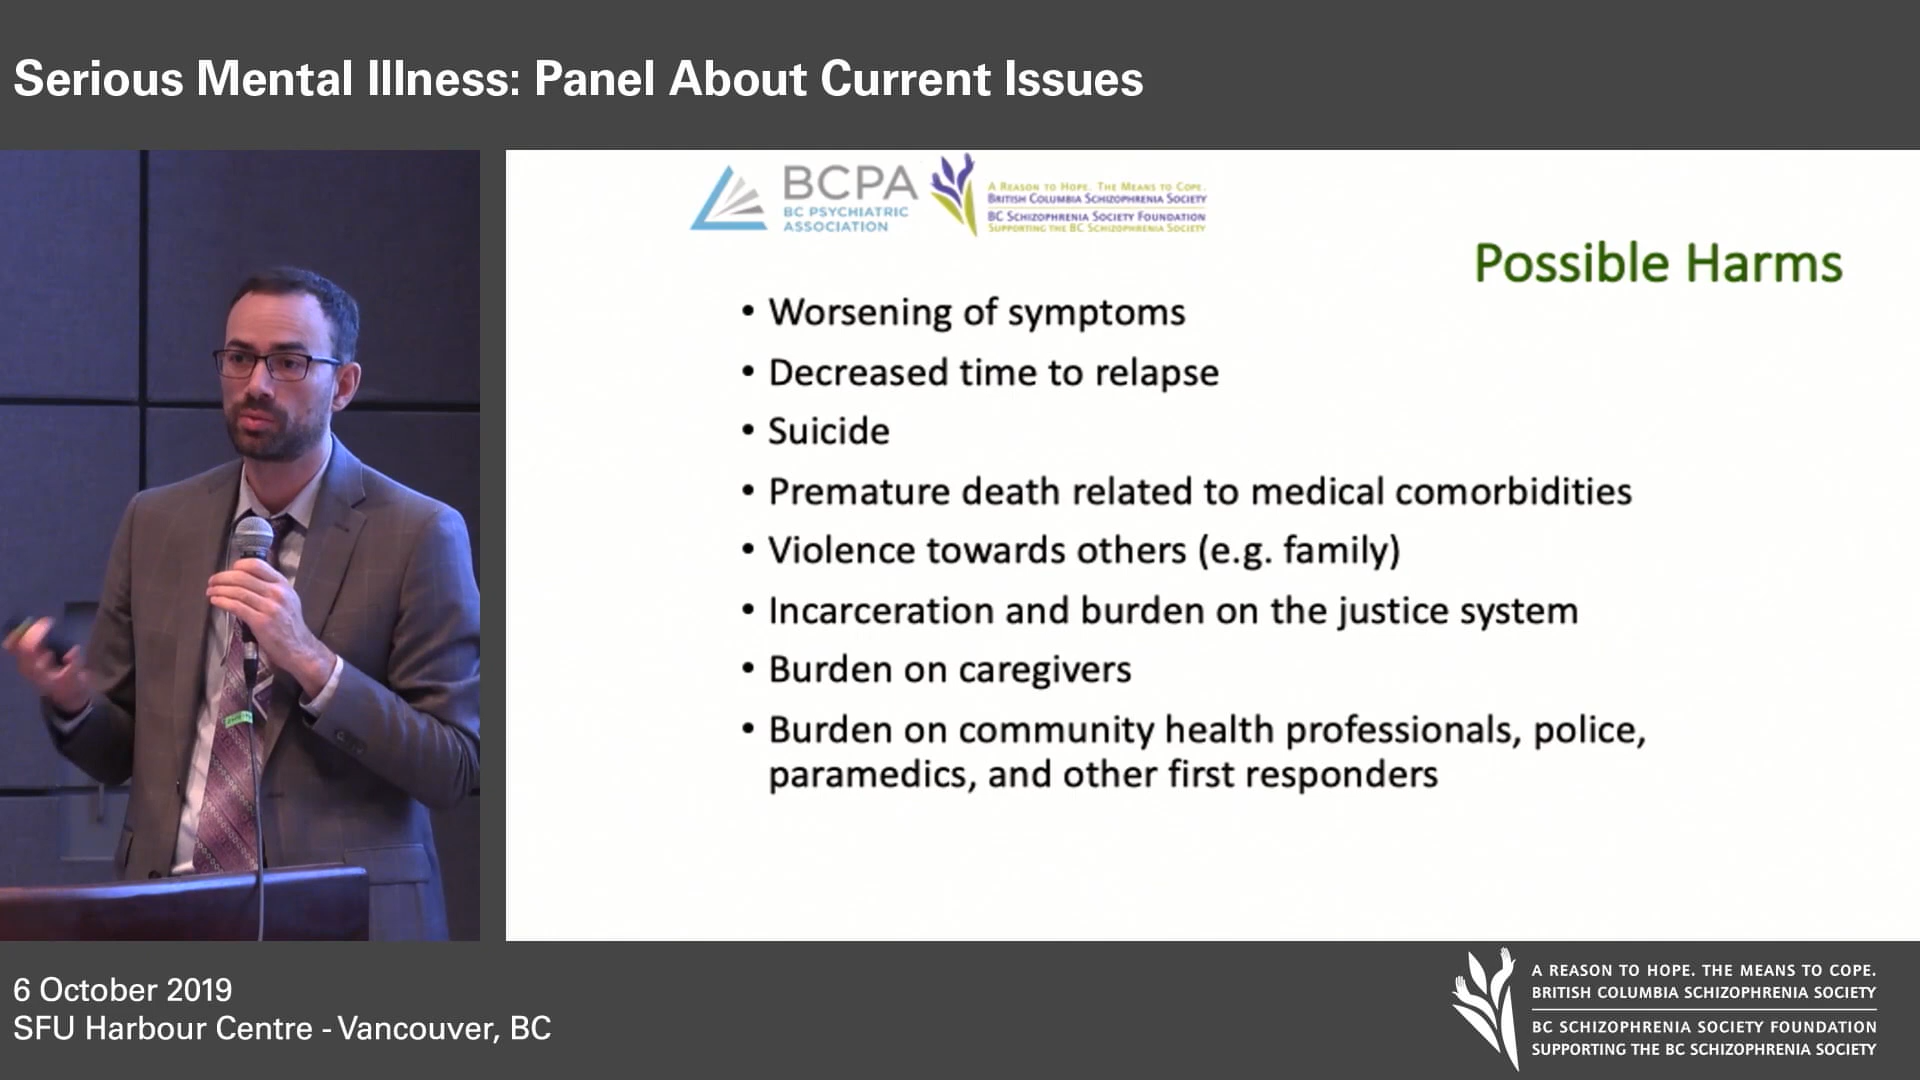 Serious Mental Illness: Panel About Current Issues
BCPA
BC PSYCHIATRIC
ASSOCIATION
A REASON TO HOPE. THE MEANS TO COPE.
BRITISH COLUMBIA SCHIZOPHRENIA SOCIETY
BC SCHIZOPHRENIA SOCIETY FOUNDATION
SUPPORTING THE BC SCHIZOPHRENIA SOCIETY
Possible Harms
• Worsening of symptoms
• Decreased time to relapse
• Suicide
• Premature death related to medical comorbidities
• Violence towards others (e.g. family)
• Incarceration and burden on the justice system
• Burden on caregivers
• Burden on community health professionals, police,
paramedics, and other first responders
6 October 2019
SFU Harbour Centre - Vancouver, BC
A REASON TO HOPE. THE MEANS TO COPE.
BRITISH COLUMBIA SCHIZOPHRENIA SOCIETY
BC SCHIZOPHRENIA SOCIETY FOUNDATION
SUPPORTING THE BC SCHIZOPHRENIA SOCIETY